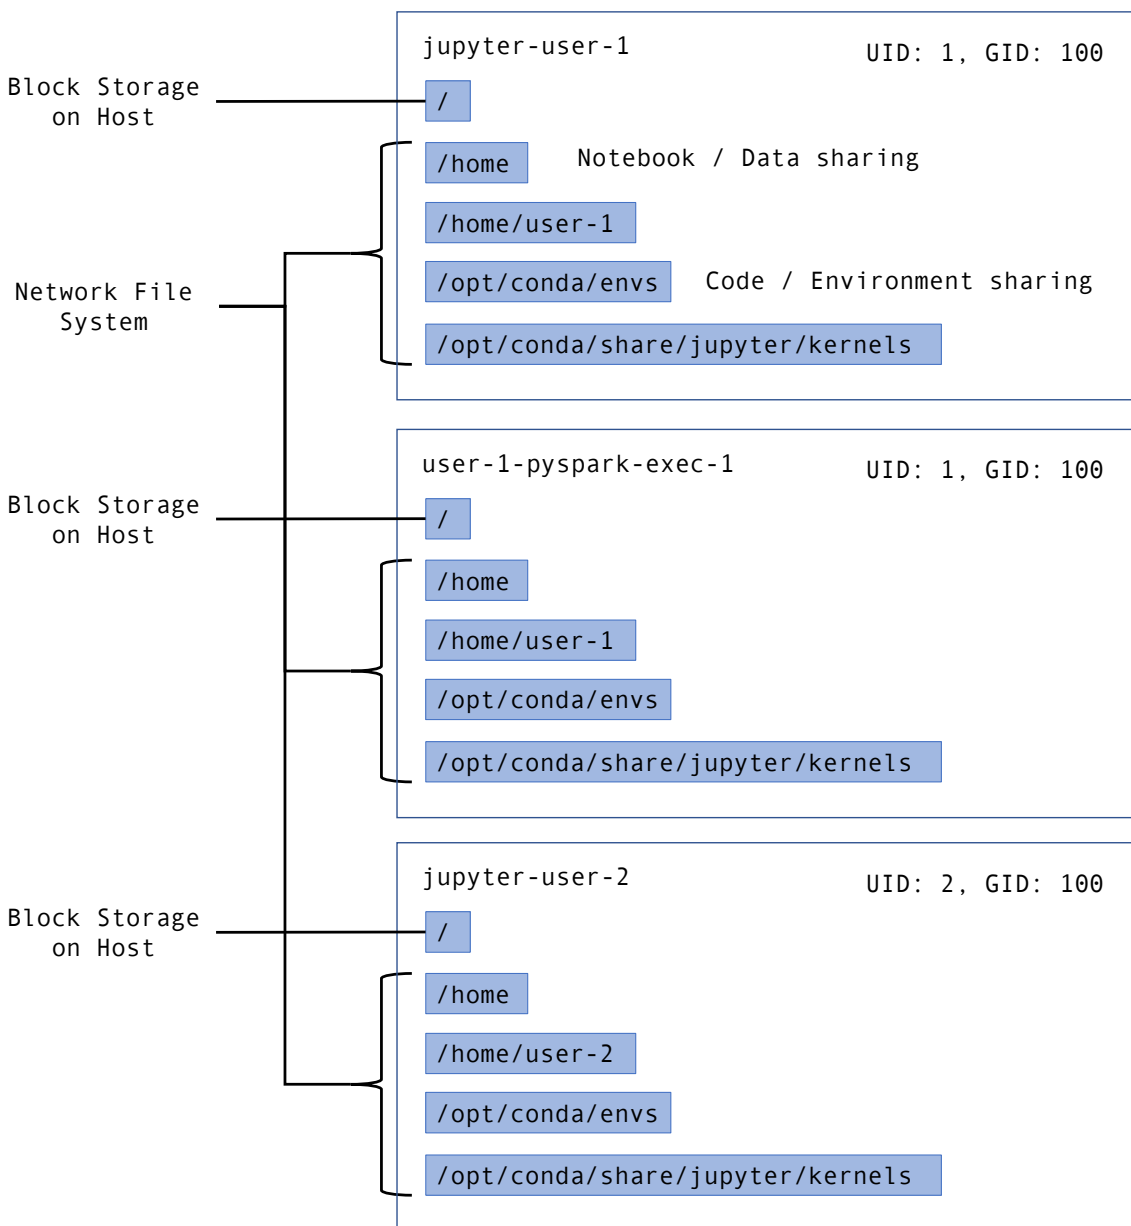 jupyter-user-1
UID: 1, GID: 100
Block Storage
on Host
/
/home
Notebook / Data sharing
/home/user-1
/opt/conda/envs
Code / Environment sharing
Network File
System
/opt/conda/share/jupyter/kernels
user-1-pyspark-exec-1
UID: 1, GID: 100
Block Storage
on Host
/
/home
/home/user-1
/opt/conda/envs
/opt/conda/share/jupyter/kernels
jupyter-user-2
UID: 2, GID: 100
Block Storage
on Host
/
/home
/home/user-2
/opt/conda/envs
/opt/conda/share/jupyter/kernels